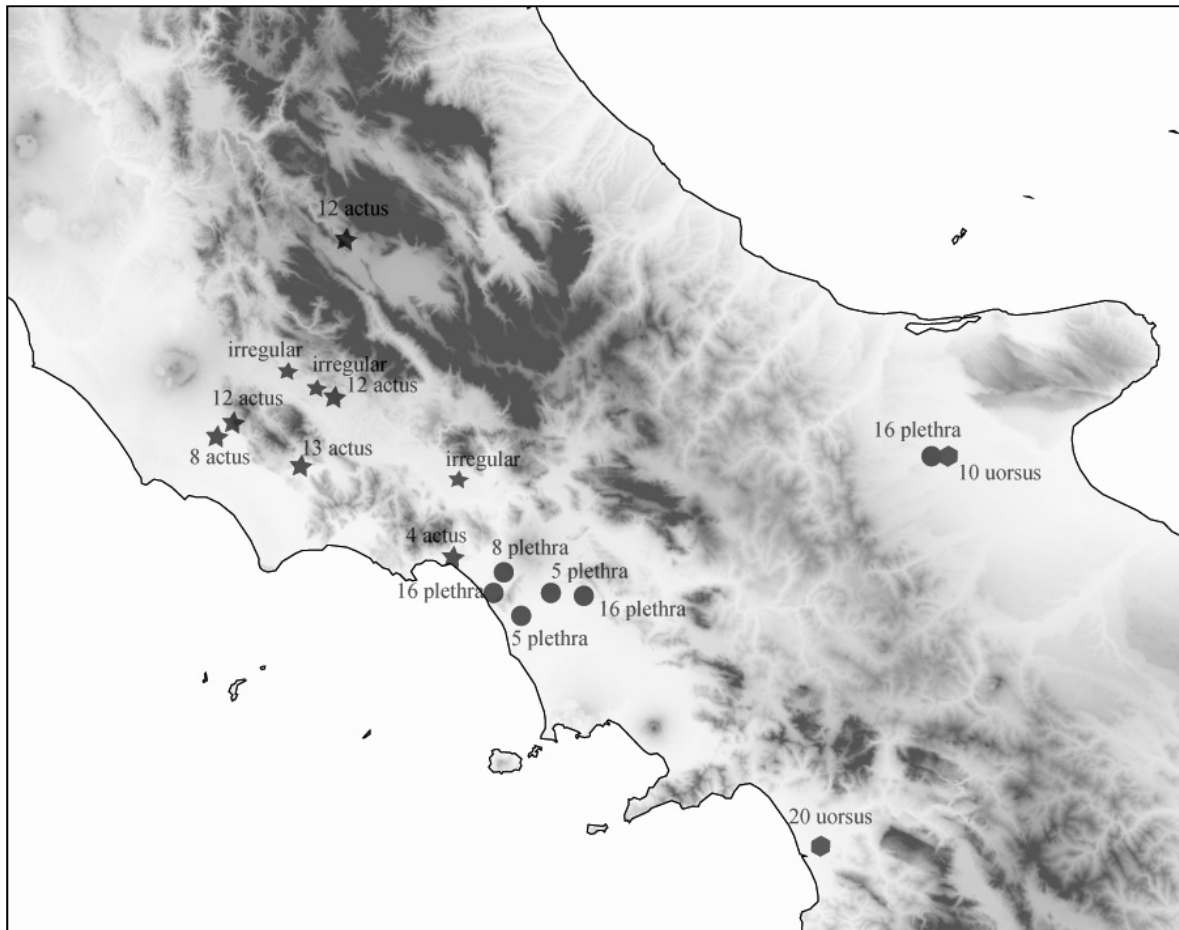 12 actus
irregular
irregular
12 actus
12 actus
8 actus
13 actus
irregular
16 plethra
10 uorsus
4 actus
8 plethra
5 plethra
16 plethra
16 plethra
5 plethra
20 uorsus